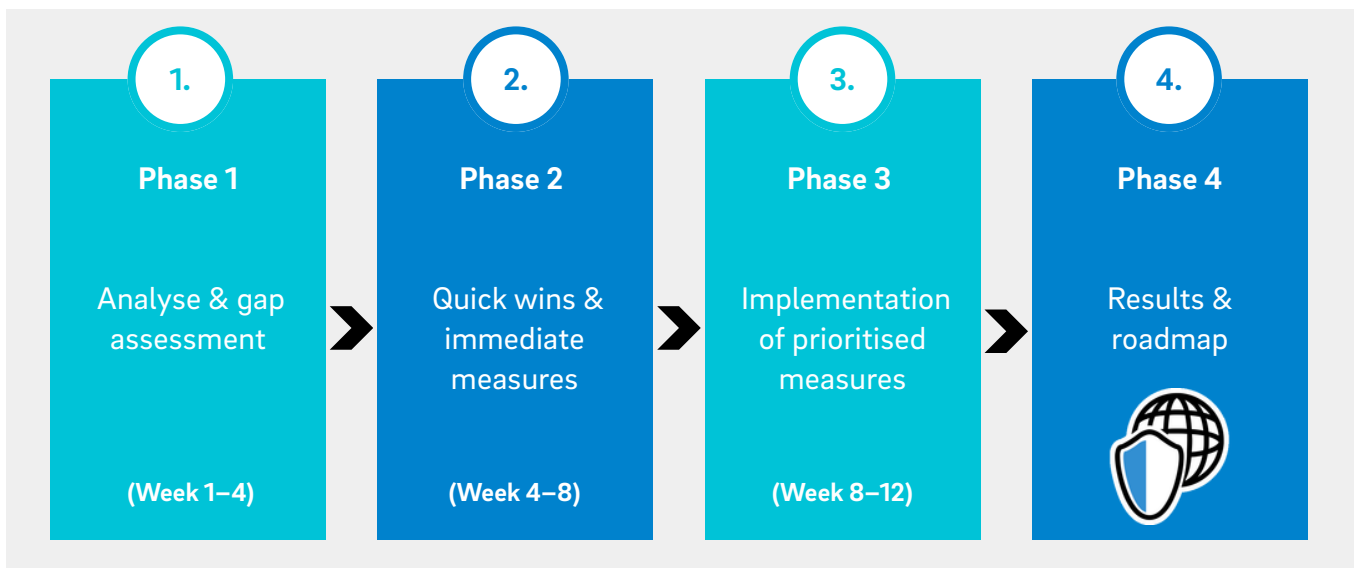 1.
Phase 1
Analyse & gap
assessment
(Week 1–4)
2.
Phase 2
Quick wins &
immediate
measures
(Week 4–8)
3.
Phase 3
Implementation
of prioritised
measures
(Week 8–12)
4.
Phase 4
Results &
roadmap